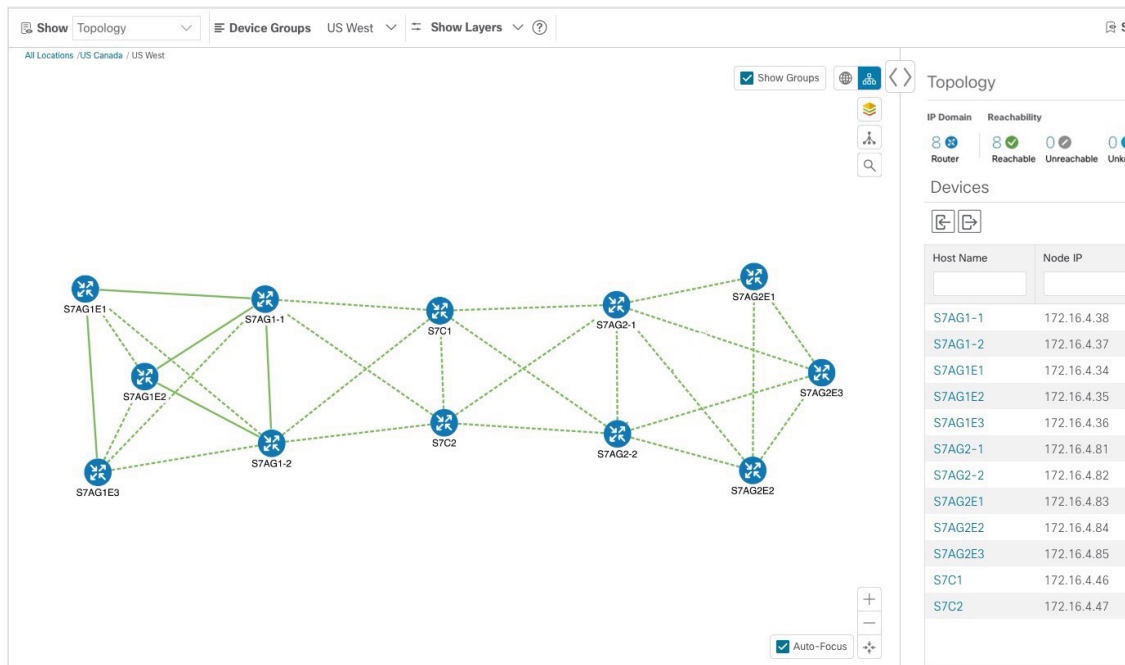 Show Topology Device Groups US West Show Layers ? S
All Locations /US Canada / US West
Show Groups
Topology
IP Domain Reachability
8 8 0 0
Router Reachable Unreachable Unk
Devices
Host Name Node IP
S7AG1-1 172.16.4.38
S7AG1-2 172.16.4.37
S7AG1E1 172.16.4.34
S7AG1E2 172.16.4.35
S7AG1E3 172.16.4.36
S7AG2-1 172.16.4.81
S7AG2-2 172.16.4.82
S7AG2E1 172.16.4.83
S7AG2E2 172.16.4.84
S7AG2E3 172.16.4.85
S7C1 172.16.4.46
S7C2 172.16.4.47
S7AG2E1
S7AG1E1
S7AG1-1
S7C1
S7AG2-1
S7AG1E2
S7AG2E3
S7C2
S7AG2-2
S7AG1-2
S7AG1E3
S7AG2E2
Auto-Focus